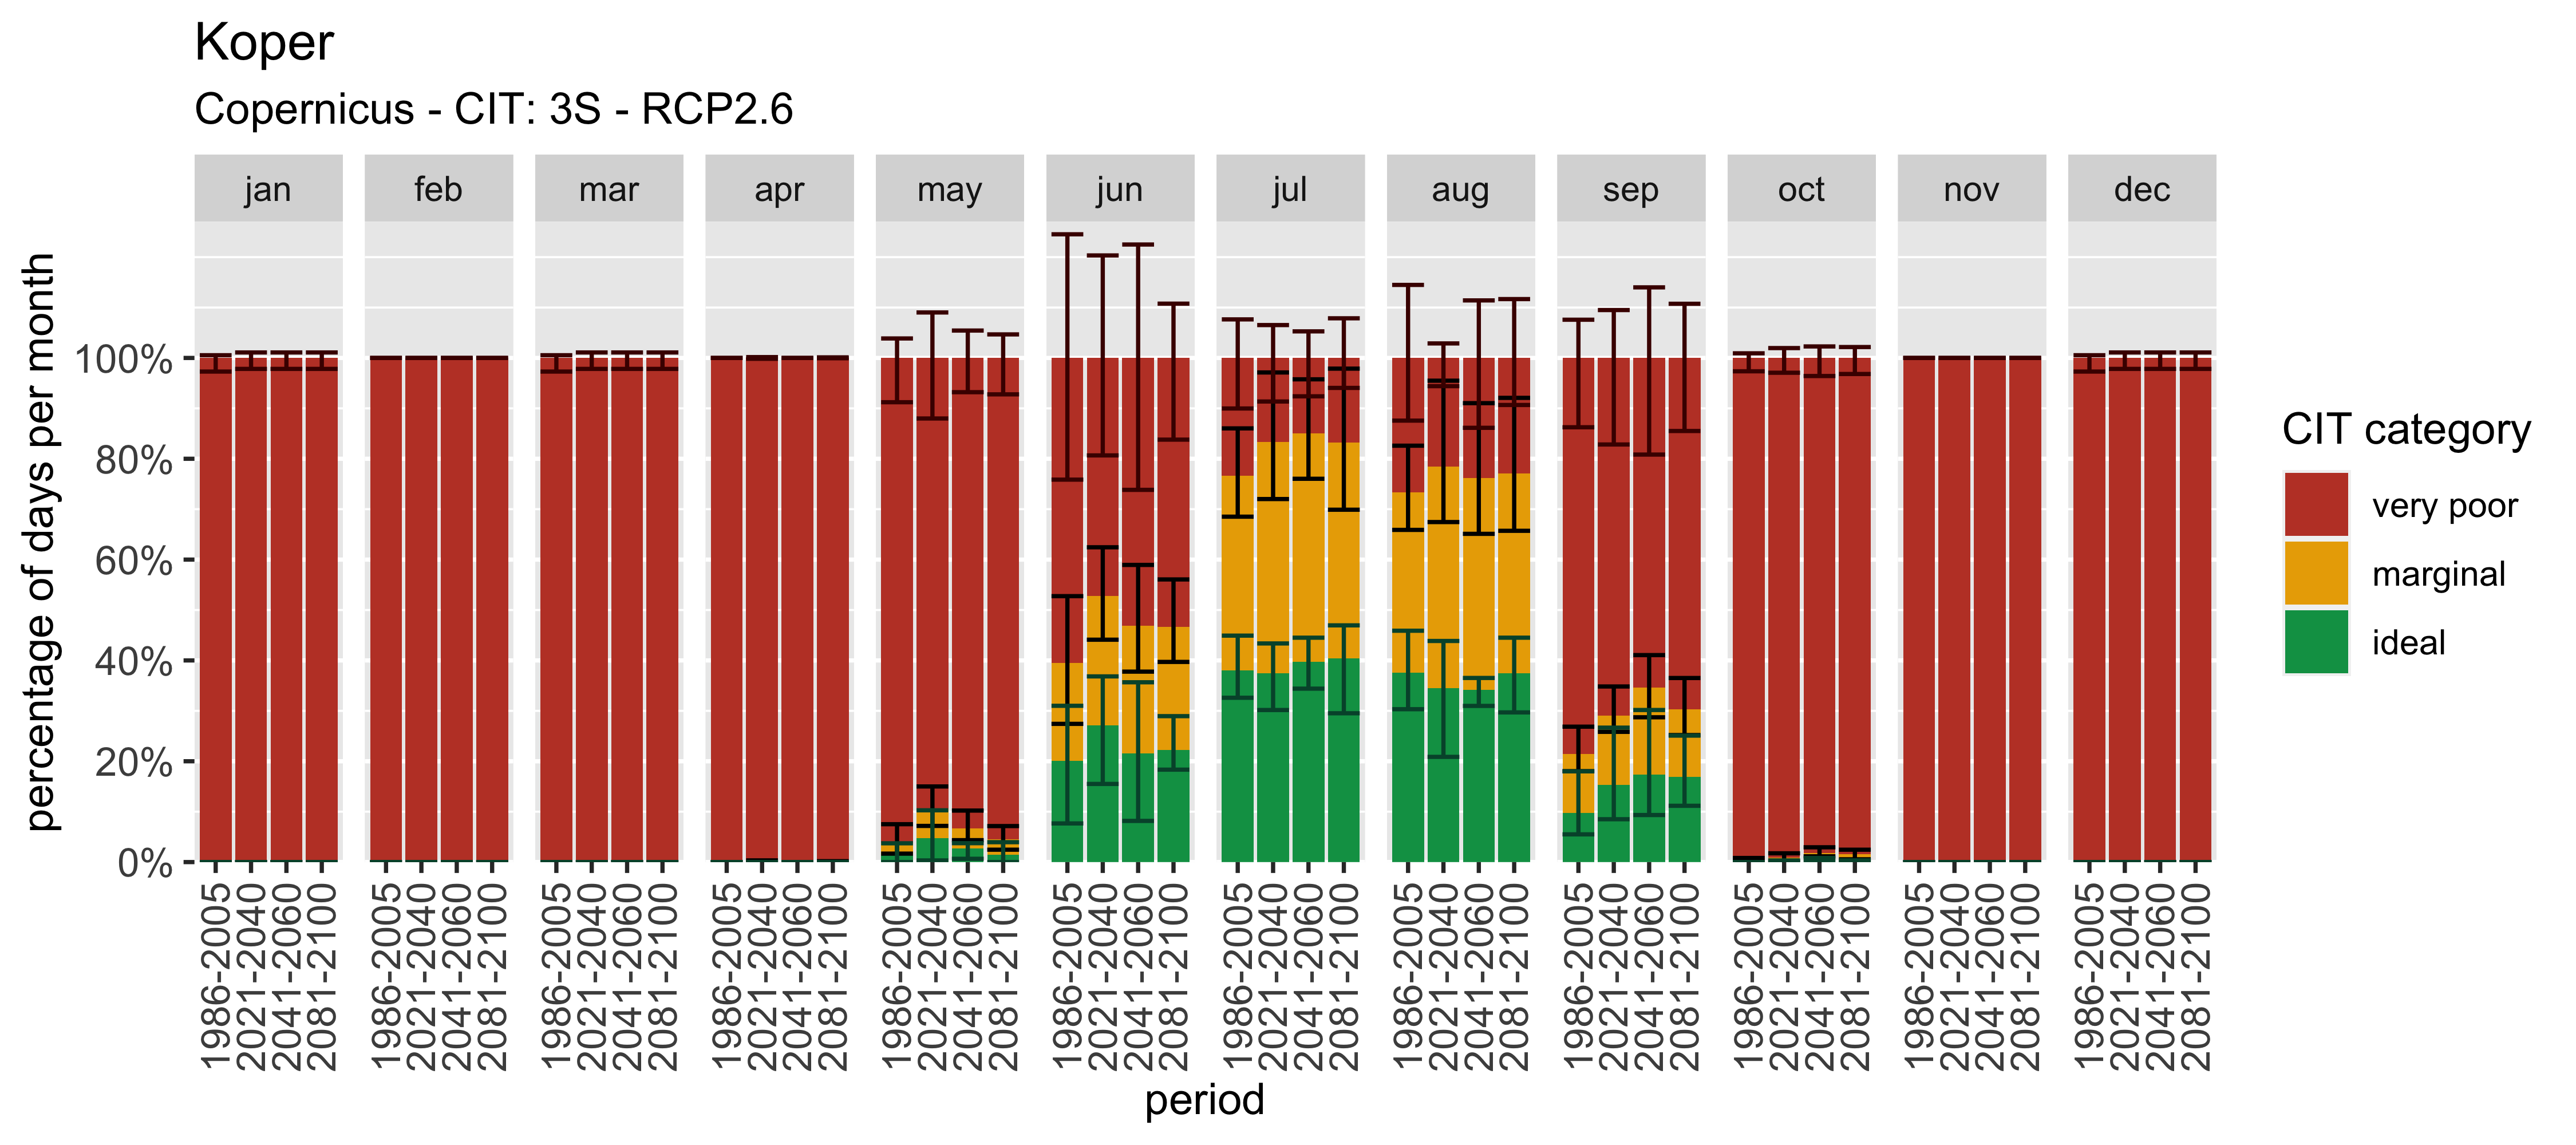 Koper
Copernicus - CIT: 3S - RCP2.6
jan feb mar apr may jun jul aug sep oct nov dec
percentage of days per month
100%
80%
60%
40%
20%
0%
CIT category
very poor
marginal
ideal
1986-2005 2021-2040 2041-2060 2081-2100 1986-2005 2021-2040 2041-2060 2081-2100 1986-2005 2021-2040 2041-2060 2081-2100 1986-2005 2021-2040 2041-2060 2081-2100 1986-2005 2021-2040 2041-2060 2081-2100 1986-2005 2021-2040 2041-2060 2081-2100 1986-2005 2021-2040 2041-2060 2081-2100 1986-2005 2021-2040 2041-2060 2081-2100 1986-2005 2021-2040 2041-2060 2081-2100 1986-2005 2021-2040 2041-2060 2081-2100 1986-2005 2021-2040 2041-2060 2081-2100 1986-2005 2021-2040 2041-2060 2081-2100
period